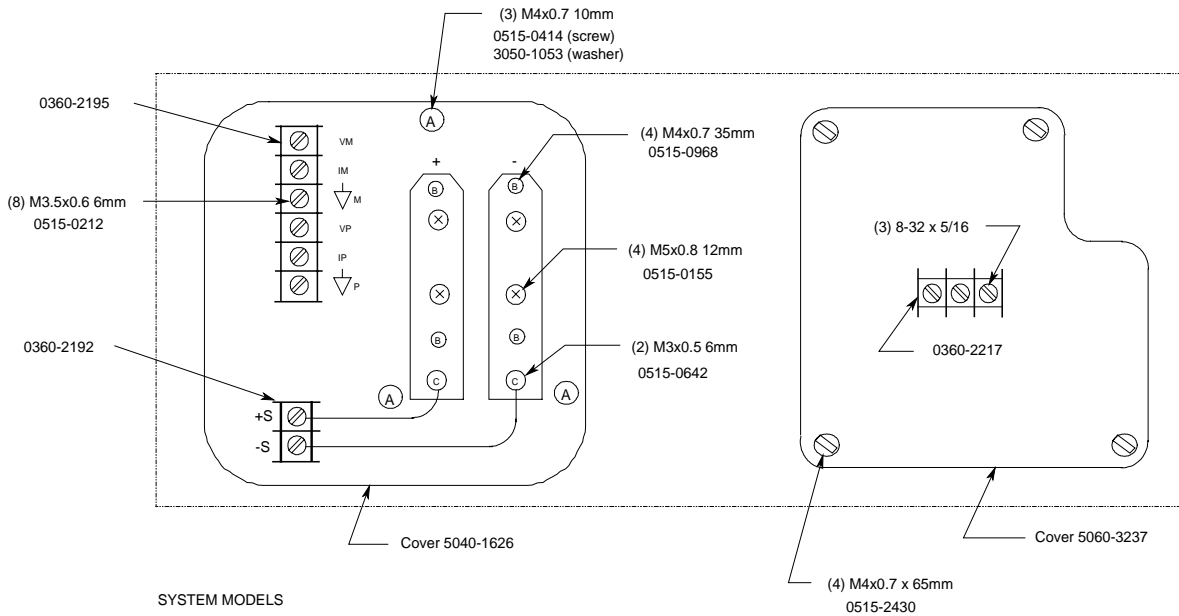 (3) M4x0.7 10mm
0515-0414 (screw)
3050-1053 (washer)
0360-2195
A
VM
IM
M
VP
IP
P
(8) M3.5x0.6 6mm
0515-0212
+
-
B
B
(4) M4x0.7 35mm
0515-0968
(4) M5x0.8 12mm
0515-0155
B
B
(2) M3x0.5 6mm
0515-0642
C
C
A
A
0360-2192
+S
-S
Cover 5040-1626
(3) 8-32 x 5/16
0360-2217
Cover 5060-3237
(4) M4x0.7 x 65mm
0515-2430
SYSTEM MODELS